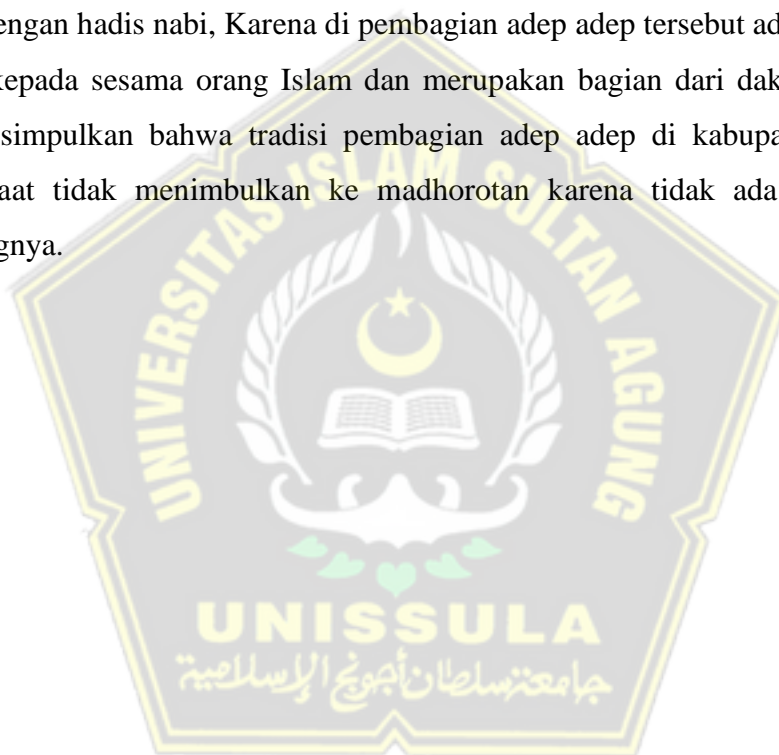 engan hadis nabi, Karena di pembagian adep adep tersebut ad
kepada sesama orang Islam dan merupakan bagian dari dak
simpulkan bahwa tradisi pembagian adep adep di kabupa
aat tidak menimbulkan ke madhorotan karena tidak ada
gnya.
UNIVERSITAS ISLAM SULTAN AGUNG
UNISSULA
جامعة سلطان أجونج الإسلامية